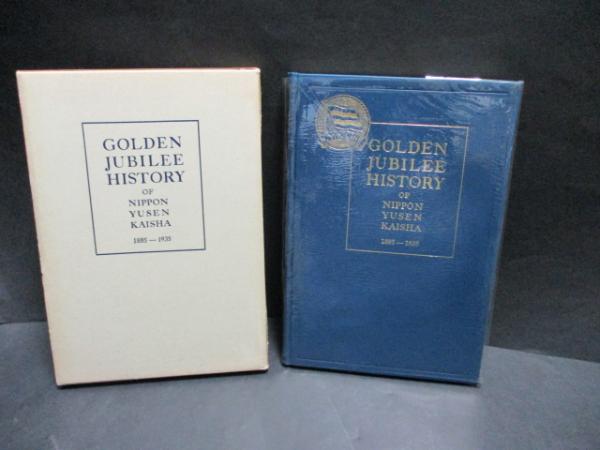 GOLDEN
JUBILEE
HISTORY
OF
NIPPON
YUSEN
KAISHA
1885 — 1935
GOLDEN
JUBILEE
HISTORY
OF
NIPPON
YUSEN
KAISHA
1885 — 1935